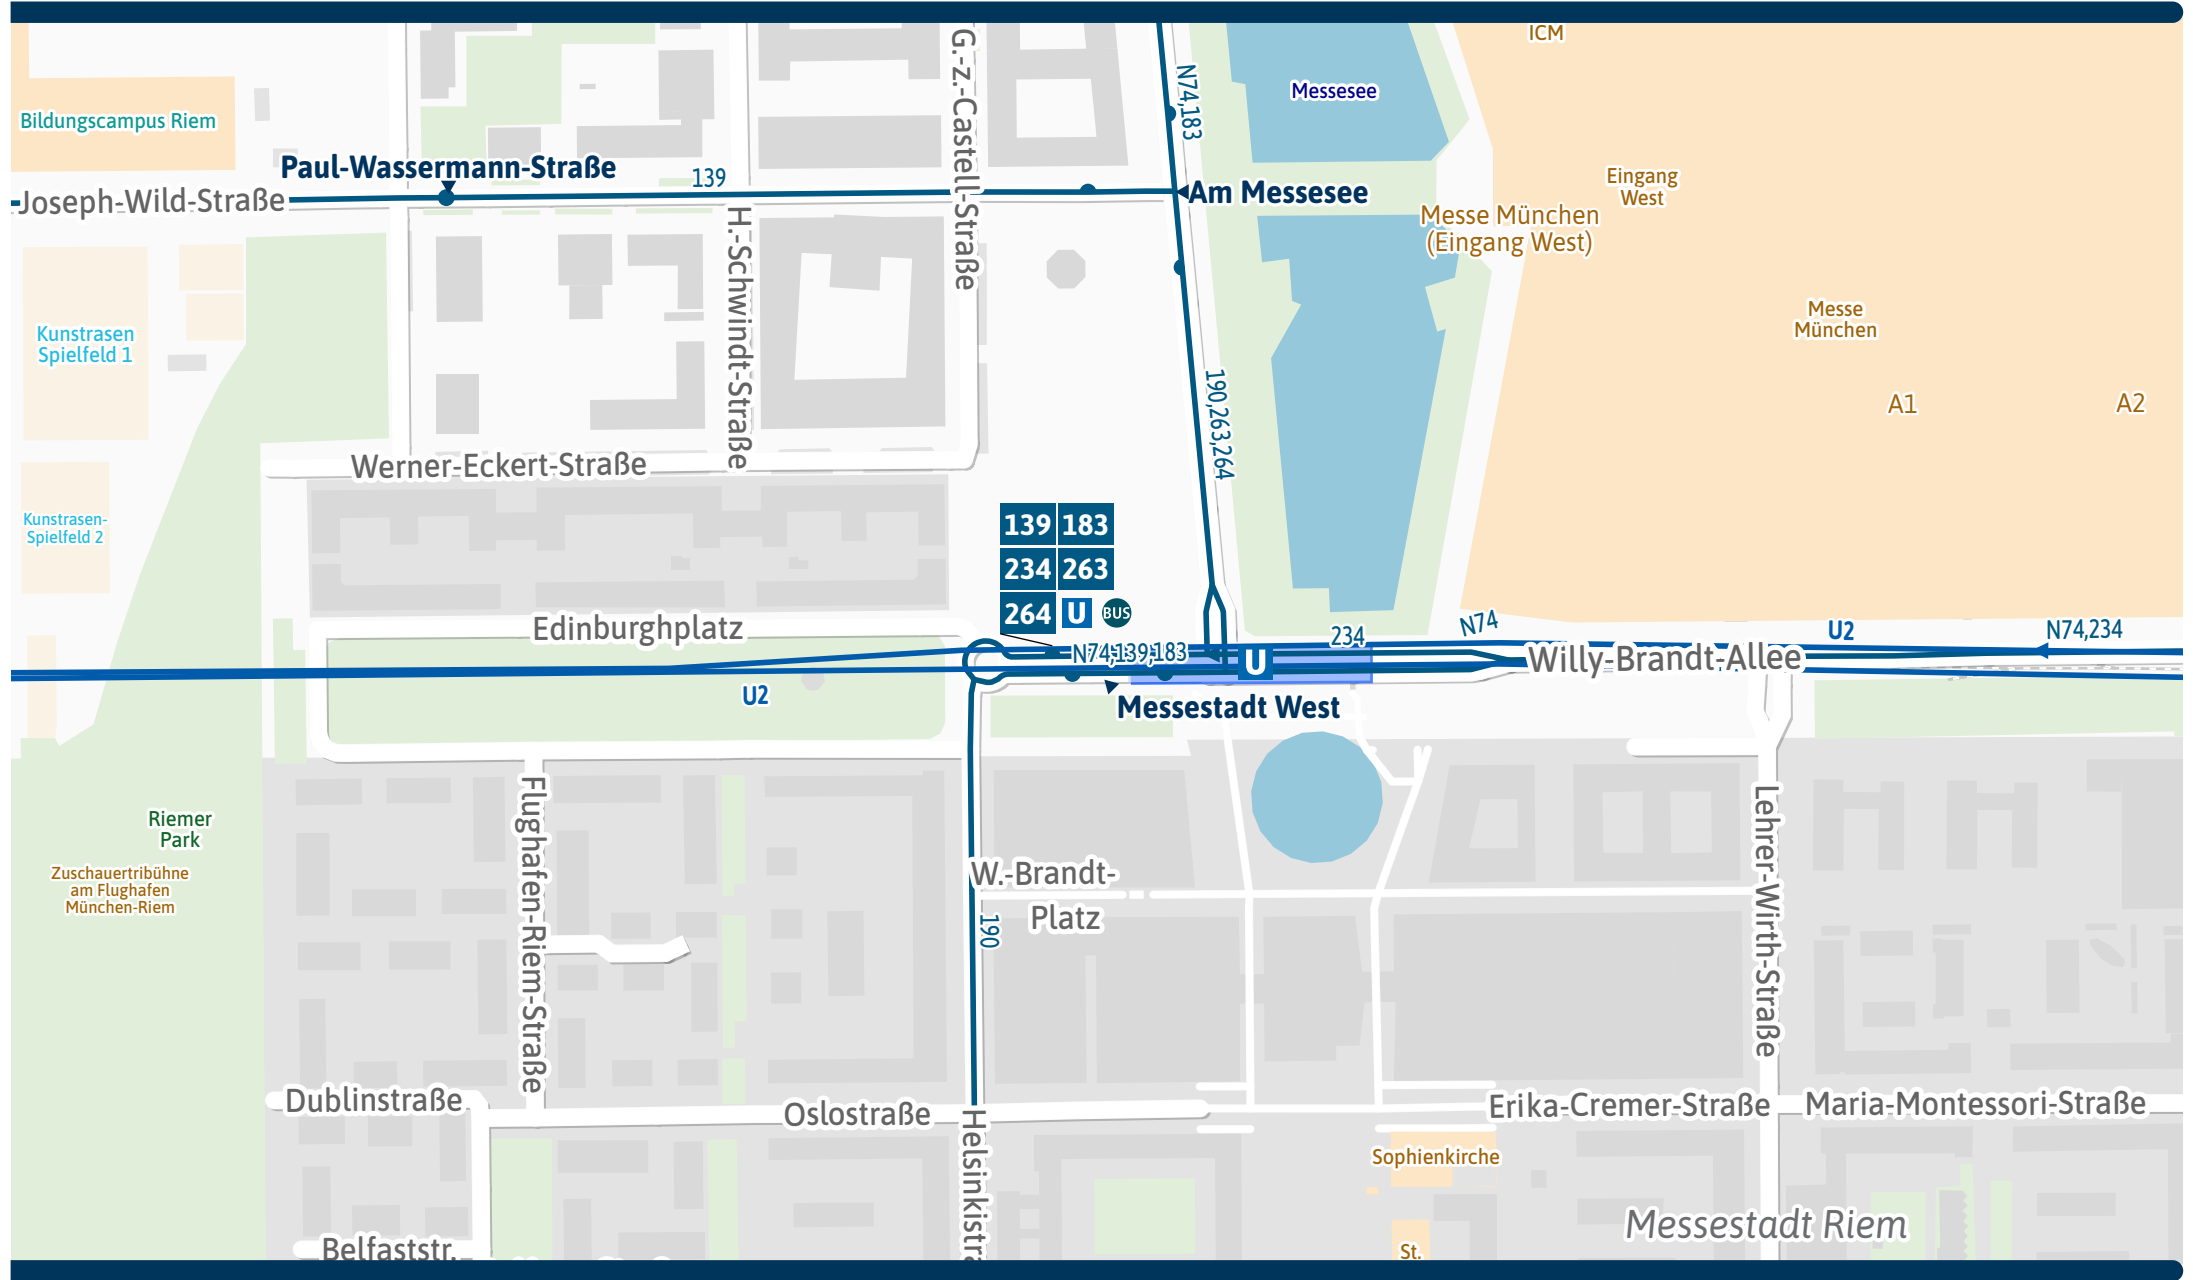 ICM
Messesee
N74,183
G.-z.-Castell-Straße
Bildungscampus Riem
Paul-Wassermann-Straße
139
Joseph-Wild-Straße
Am Messesee
Eingang
West
Messe München
(Eingang West)
H.-Schwindt-Straße
Kunstrasen
Spielfeld 1
Messe
München
A1
A2
190,263,264
Werner-Eckert-Straße
Kunstrasen-
Spielfeld 2
139 183
234 263
264 U BUS
Edinburghplatz
N74,139,183
234
N74
U2
N74,234
U
Willy-Brandt-Allee
U2
Messestadt West
Riemer
Park
Zuschauertribühne
am Flughafen
München-Riem
Flughafen-Riem-Straße
W.-Brandt-
Platz
190
Lehrer-Wirth-Straße
Dublinstraße
Oslostraße
Erika-Cremer-Straße
Maria-Montessori-Straße
Helsinkistra
Sophienkirche
Messestadt Riem
Belfaststr.
St.